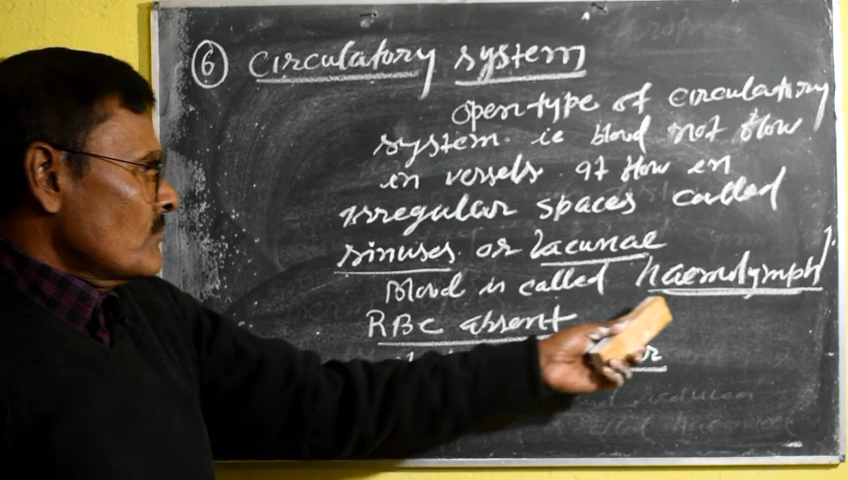 6 circulatory system
open type of circulatory
system. ie blood not flow
in vessels. It flow in
irregular spaces called
sinuses or lacunae
Blood is called haemolymph.
RBC absent